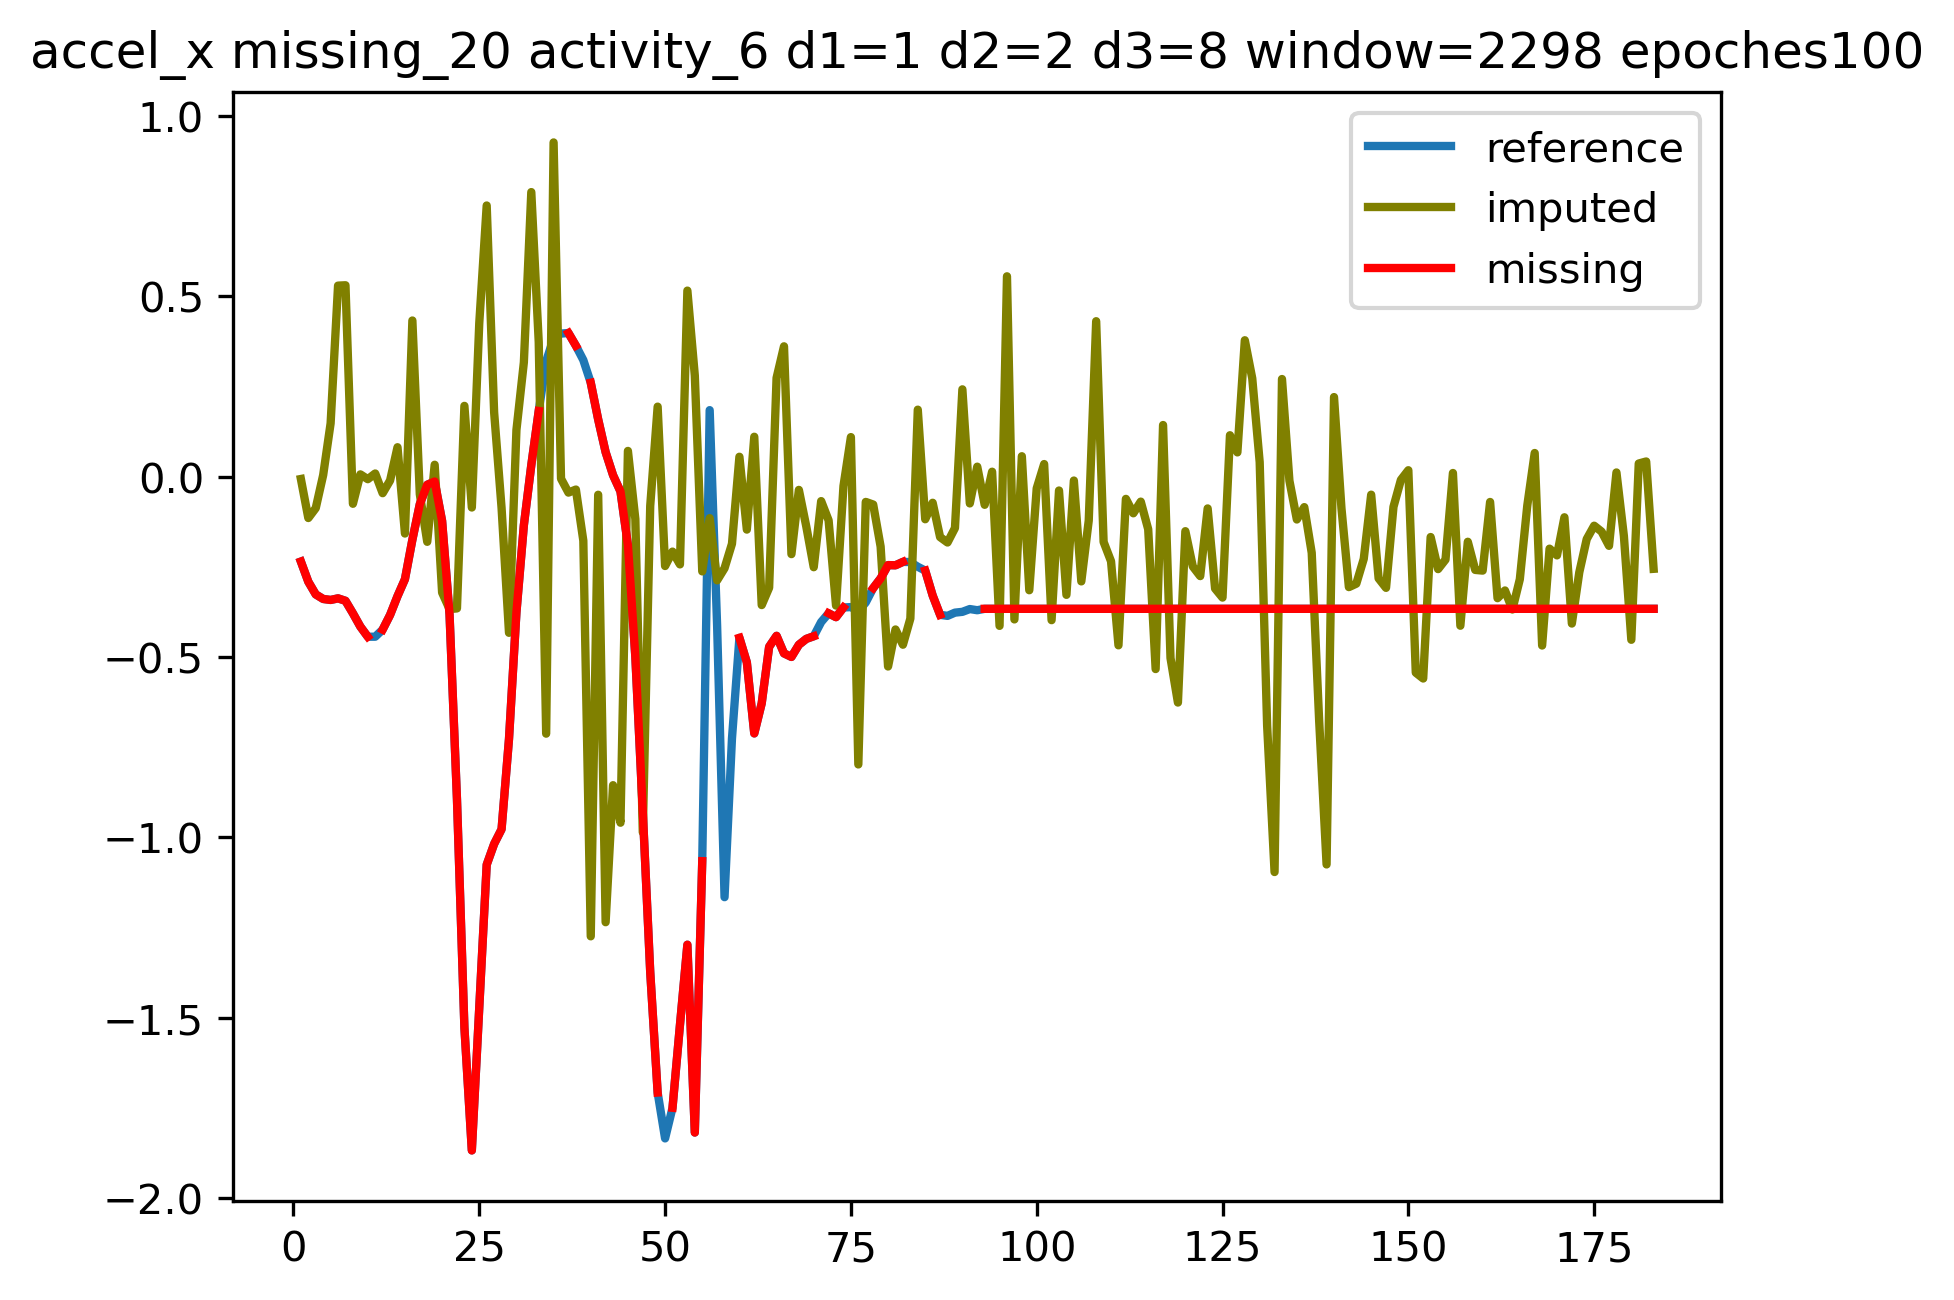 accel_x missing_20 activity_6 d1=1 d2=2 d3=8 window=2298 epoches100
reference
imputed
missing
1.0
0.5
0.0
−0.5
−1.0
−1.5
−2.0
0 25 50 75 100 125 150 175